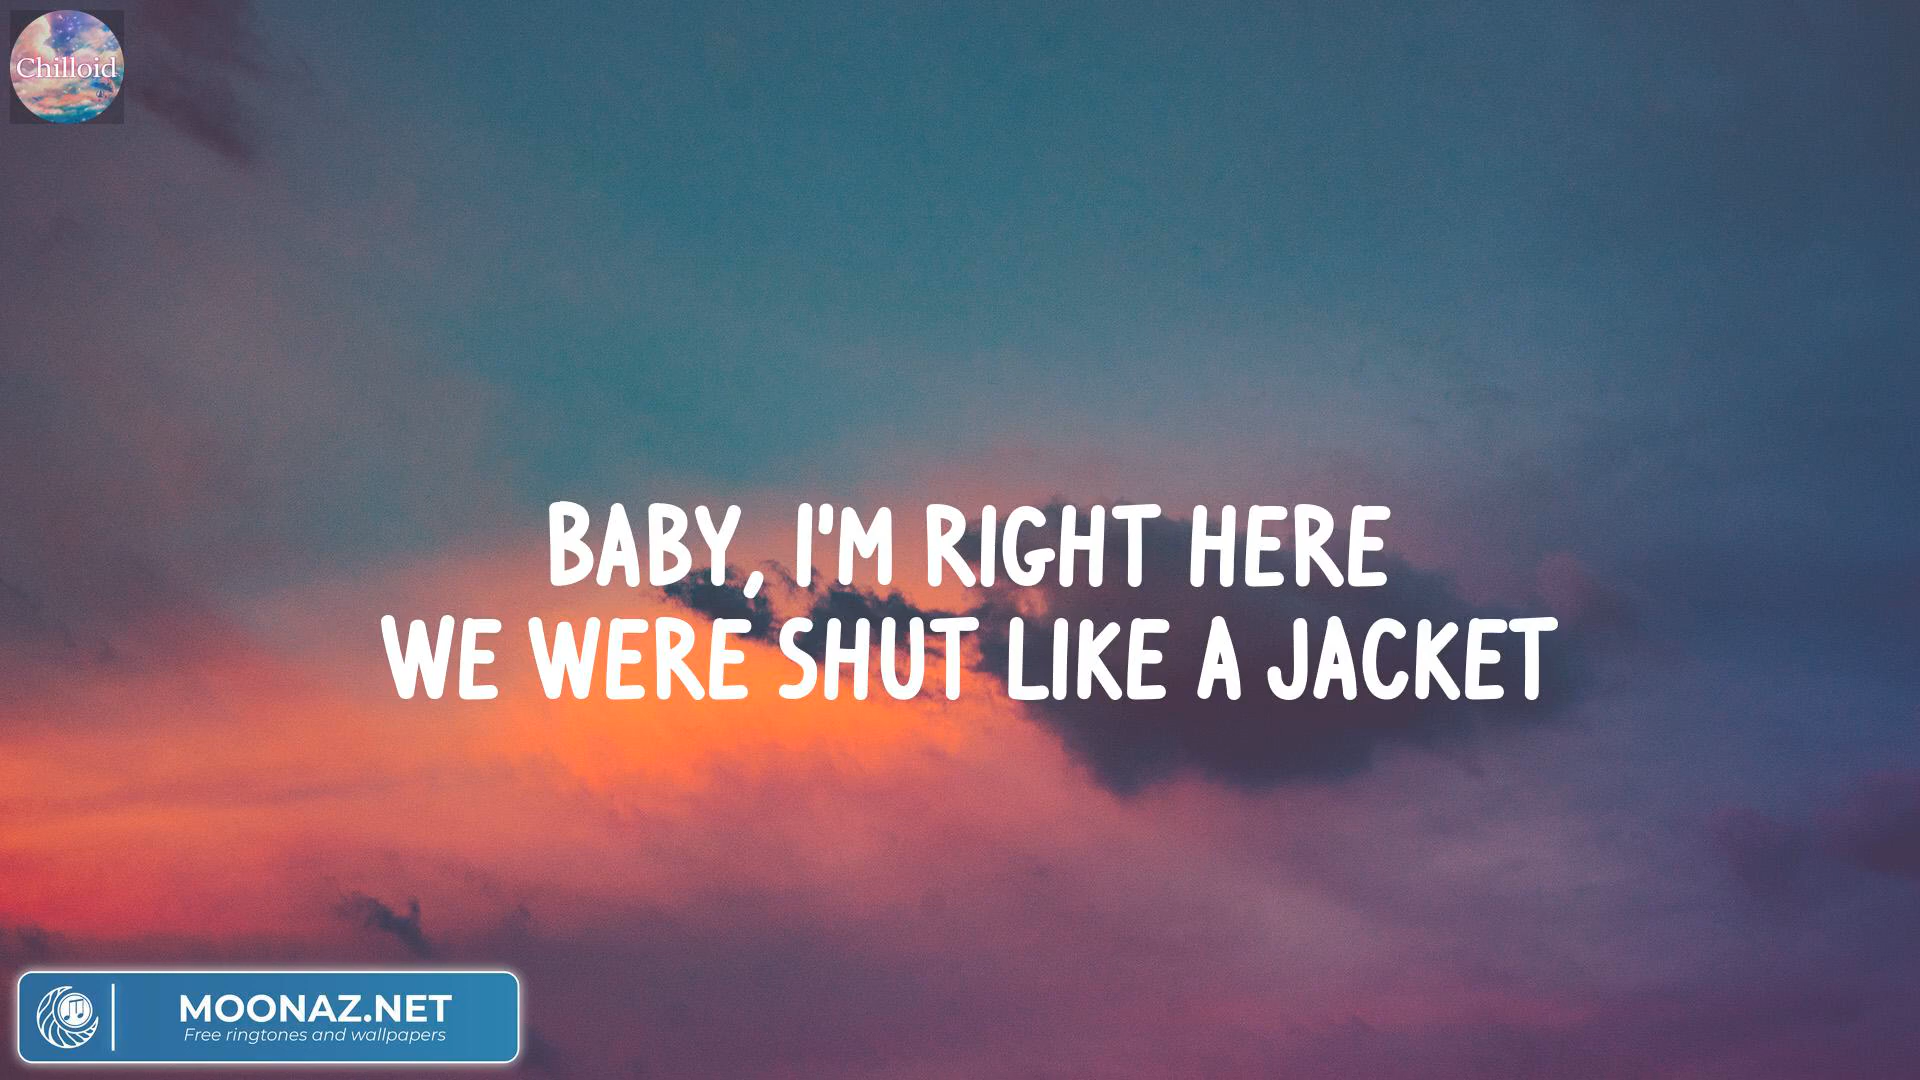 Chilloid
BABY, I'M RIGHT HERE
WE WERE SHUT LIKE A JACKET
MOONAZ.NET
Free ringtones and wallpapers